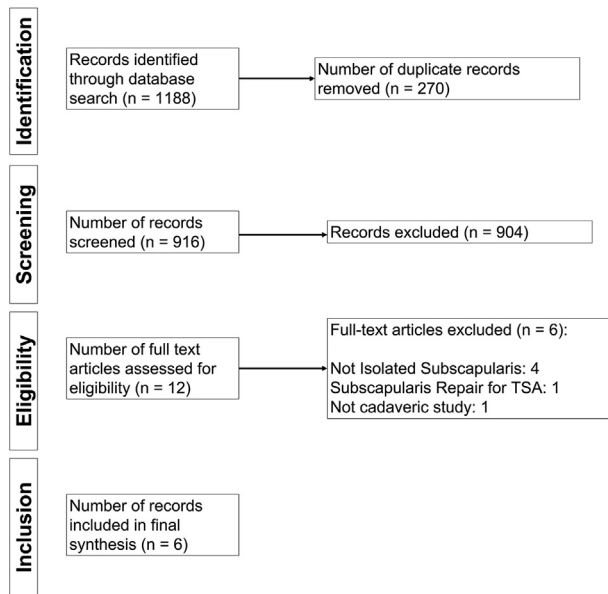 Identification
Records identified
through database
search (n = 1188)
Number of duplicate records
removed (n = 270)
Screening
Number of records
screened (n = 916)
Records excluded (n = 904)
Eligibility
Number of full text
articles assessed for
eligibility (n = 12)
Full-text articles excluded (n = 6):
Not Isolated Subscapularis: 4
Subscapularis Repair for TSA: 1
Not cadaveric study: 1
Inclusion
Number of records
included in final
synthesis (n = 6)